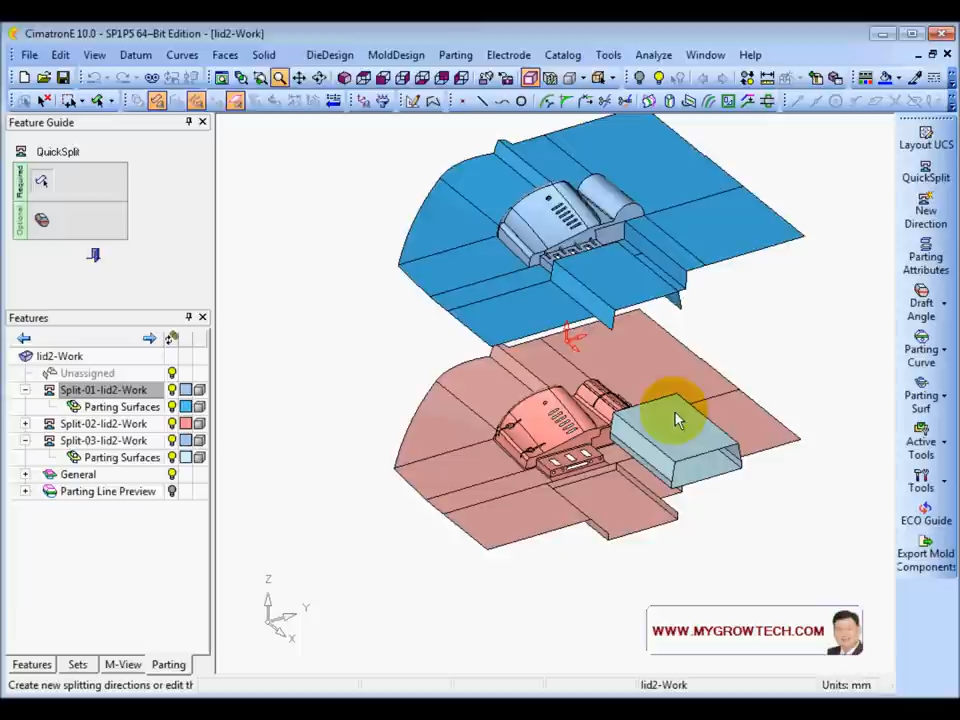 CimatronE 10.0 - SP1P5 64-Bit Edition - [lid2-Work]
File Edit View Datum Curves Faces Solid DieDesign MoldDesign Parting Electrode Catalog Tools Analyze Window Help
Feature Guide
QuickSplit
Required
Optional
Features
lid2-Work
Unassigned
Split-01-lid2-Work
Parting Surfaces
Split-02-lid2-Work
Split-03-lid2-Work
Parting Surfaces
General
Parting Line Preview
Z
Y
X
WWW.MYGROWTECH.COM
Layout UCS
QuickSplit
New
Direction
Parting
Attributes
Draft
Angle
Parting
Curve
Parting
Surf
Active
Tools
Tools
ECO Guide
Export Mold
Components
Features Sets M-View Parting
Create new splitting directions or edit th
lid2-Work
Units: mm